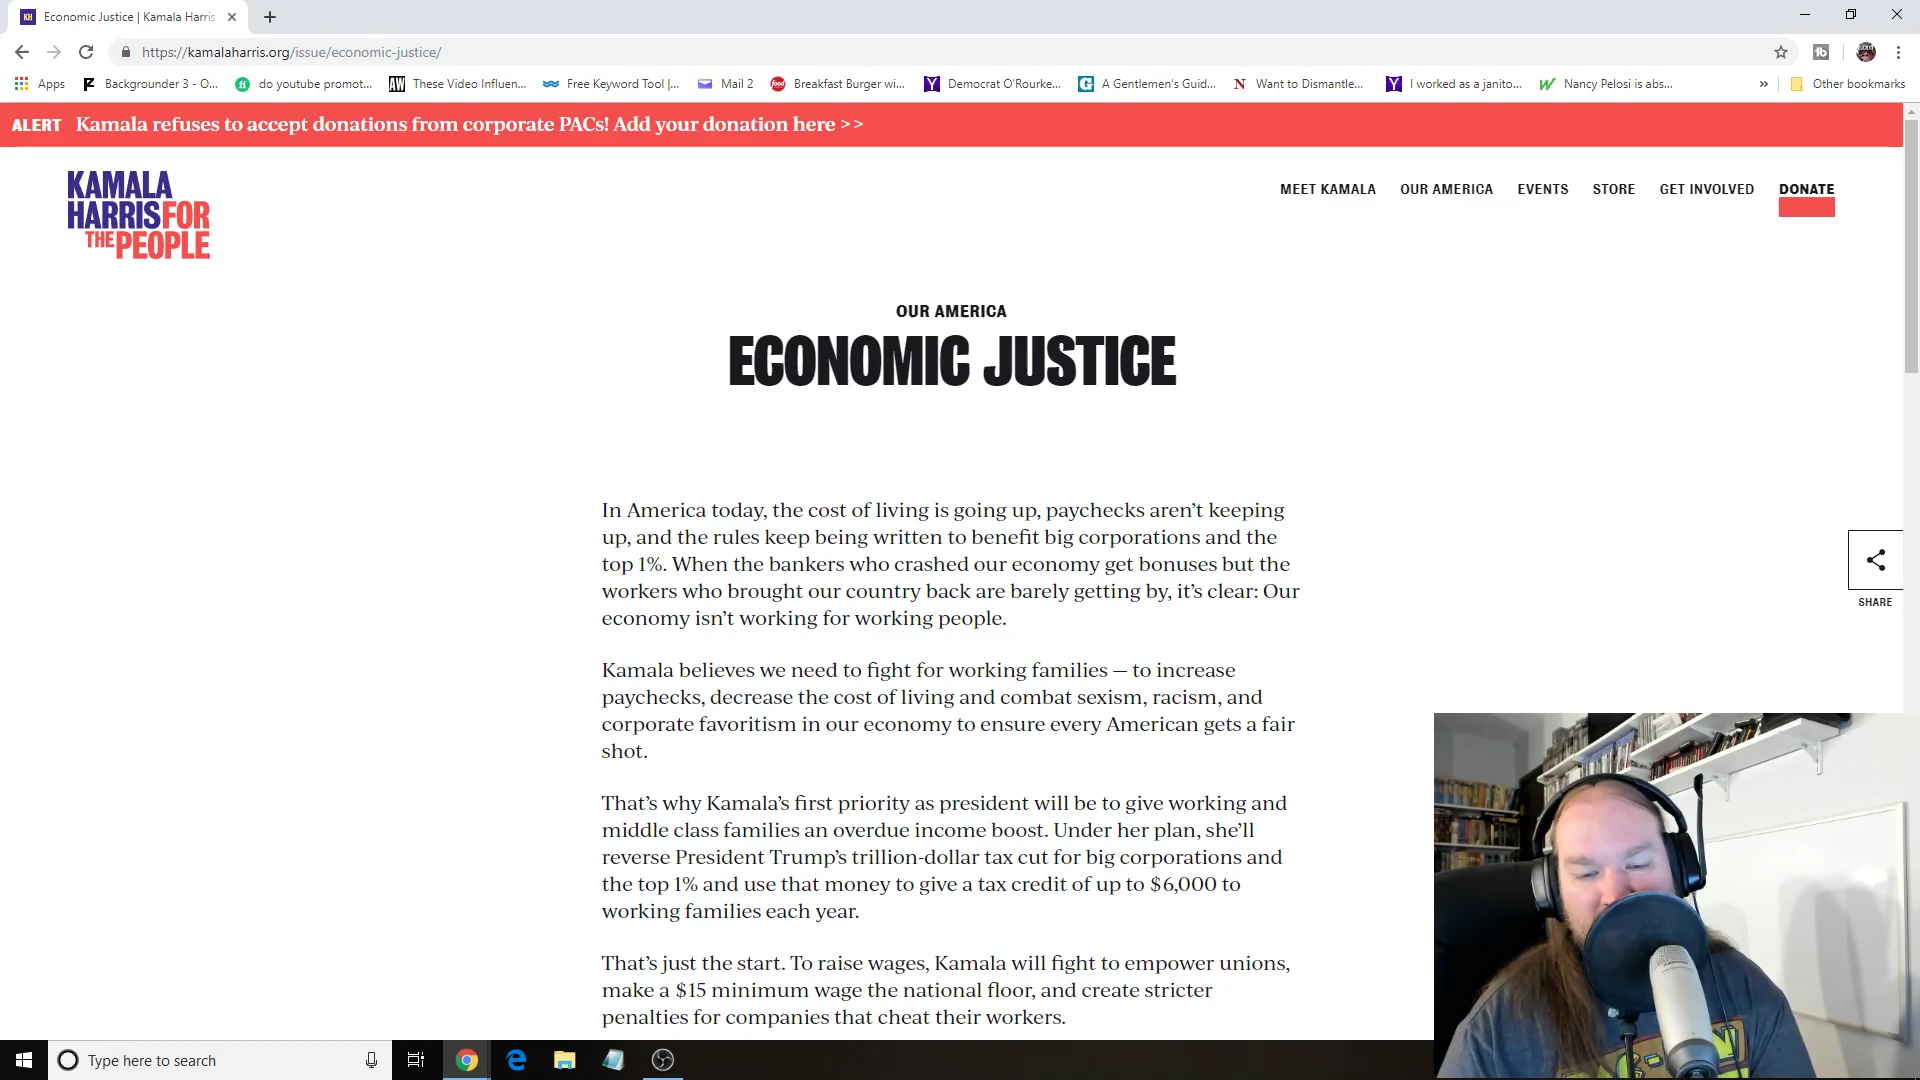 Economic Justice | Kamala Harris
https://kamalaharris.org/issue/economic-justice/
Apps
Backgrounder 3 - O...
do youtube promot...
These Video Influen...
Free Keyword Tool |...
Mail 2
Breakfast Burger wi...
Democrat O'Rourke...
A Gentlemen's Guid...
Want to Dismantle...
I worked as a janito...
Nancy Pelosi is abs...
»
Other bookmarks
ALERT Kamala refuses to accept donations from corporate PACs! Add your donation here >>
KAMALA
HARRIS FOR
THE PEOPLE
MEET KAMALA OUR AMERICA EVENTS STORE GET INVOLVED DONATE
OUR AMERICA
ECONOMIC JUSTICE
In America today, the cost of living is going up, paychecks aren’t keeping
up, and the rules keep being written to benefit big corporations and the
top 1%. When the bankers who crashed our economy get bonuses but the
workers who brought our country back are barely getting by, it’s clear: Our
economy isn’t working for working people.
SHARE
Kamala believes we need to fight for working families — to increase
paychecks, decrease the cost of living and combat sexism, racism, and
corporate favoritism in our economy to ensure every American gets a fair
shot.
That’s why Kamala’s first priority as president will be to give working and
middle class families an overdue income boost. Under her plan, she’ll
reverse President Trump’s trillion-dollar tax cut for big corporations and
the top 1% and use that money to give a tax credit of up to $6,000 to
working families each year.
That’s just the start. To raise wages, Kamala will fight to empower unions,
make a $15 minimum wage the national floor, and create stricter
penalties for companies that cheat their workers.
Type here to search